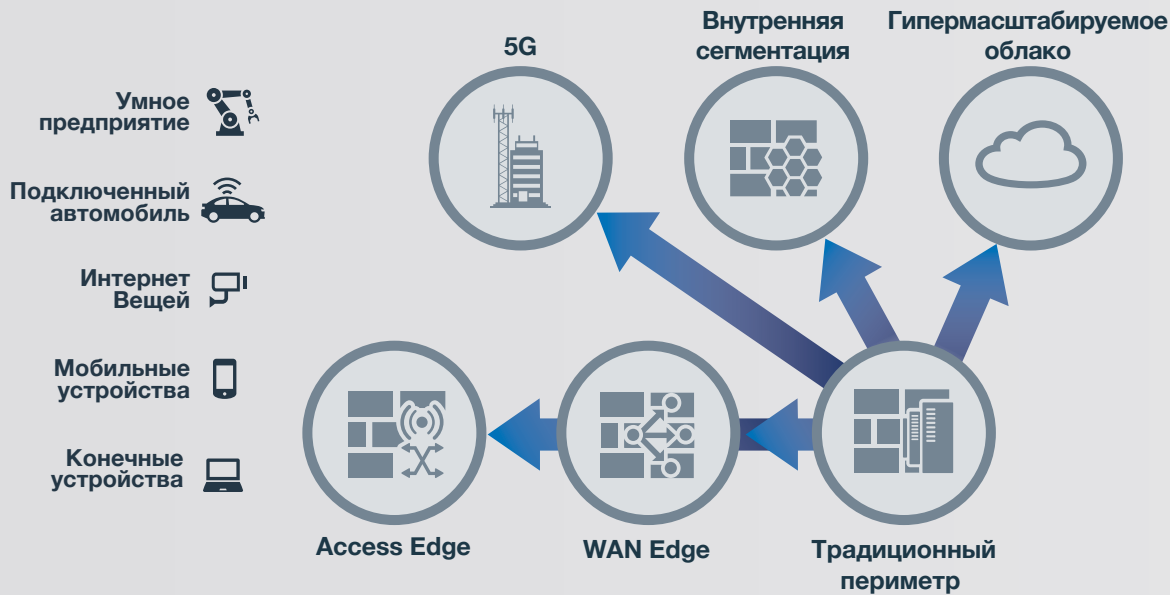 5G
Внутренняя
сегментация
Гипермасштабируемое
облако
Умное
предприятие
Подключенный
автомобиль
Интернет
Вещей
Мобильные
устройства
Конечные
устройства
Access Edge
WAN Edge
Традиционный
периметр